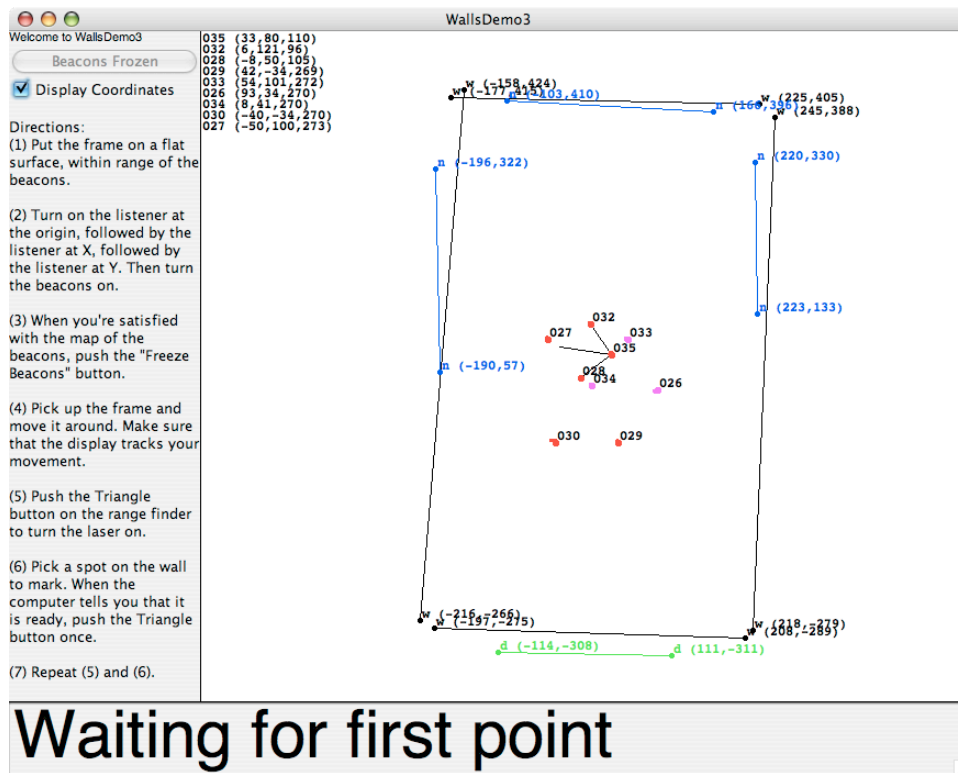 WallsDemo3
Welcome to WallsDemo3
Beacons Frozen
Display Coordinates
Directions:
(1) Put the frame on a flat
surface, within range of the
beacons.
(2) Turn on the listener at
the origin, followed by the
listener at X, followed by
the listener at Y. Then turn
the beacons on.
(3) When you're satisfied
with the map of the
beacons, push the "Freeze
Beacons" button.
(4) Pick up the frame and
move it around. Make sure
that the display tracks your
movement.
(5) Push the Triangle
button on the range finder
to turn the laser on.
(6) Pick a spot on the wall
to mark. When the
computer tells you that it
is ready, push the Triangle
button once.
(7) Repeat (5) and (6).
035 (33,80,110)
032 (6,121,96)
028 (-8,50,105)
029 (42,-34,269)
033 (54,101,272)
026 (93,34,270)
034 (8,41,270)
030 (-40,-34,270)
027 (-50,100,273)
w (-158,424)
w (-177,415)
n (-103,410)
n (166,396)
w (225,405)
w (245,388)
n (-196,322)
n (220,330)
032
027
033
035
n (223,133)
n (-190,57)
028
034
026
030
029
w (-216,-266)
w (-197,-275)
w (218,-279)
w (208,-289)
d (-114,-308)
d (111,-311)
Waiting for first point